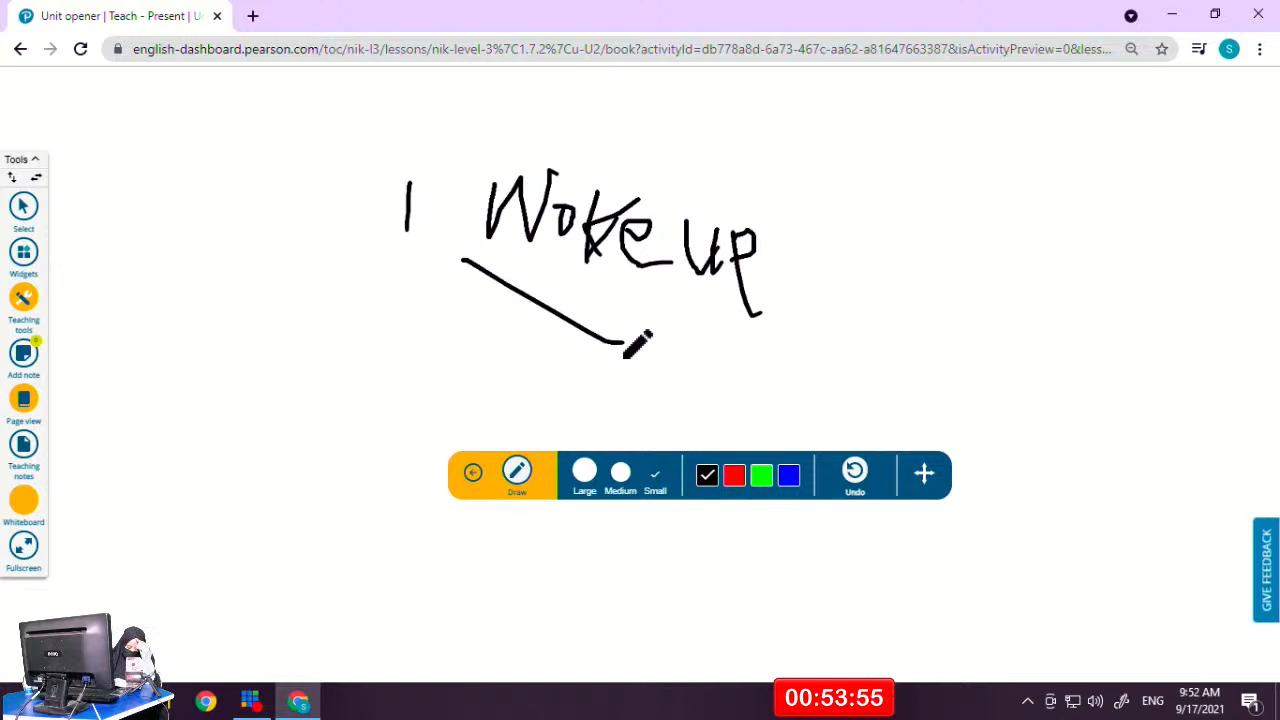 Unit opener | Teach - Present | U
english-dashboard.pearson.com/toc/nik-l3/lessons/nik-level-3%7C1.7.2%7Cu-U2/book?activityId=db778a8d-6a73-467c-aa62-a81647663387&isActivityPreview=0&less...
S
Tools
Select
Widgets
Teaching tools
0
Add note
Page view
Teaching notes
Whiteboard
Fullscreen
I Woke up
Draw
Large
Medium
Small
Undo
GIVE FEEDBACK
BENQ
00:53:55
ENG
9:52 AM
9/17/2021
1